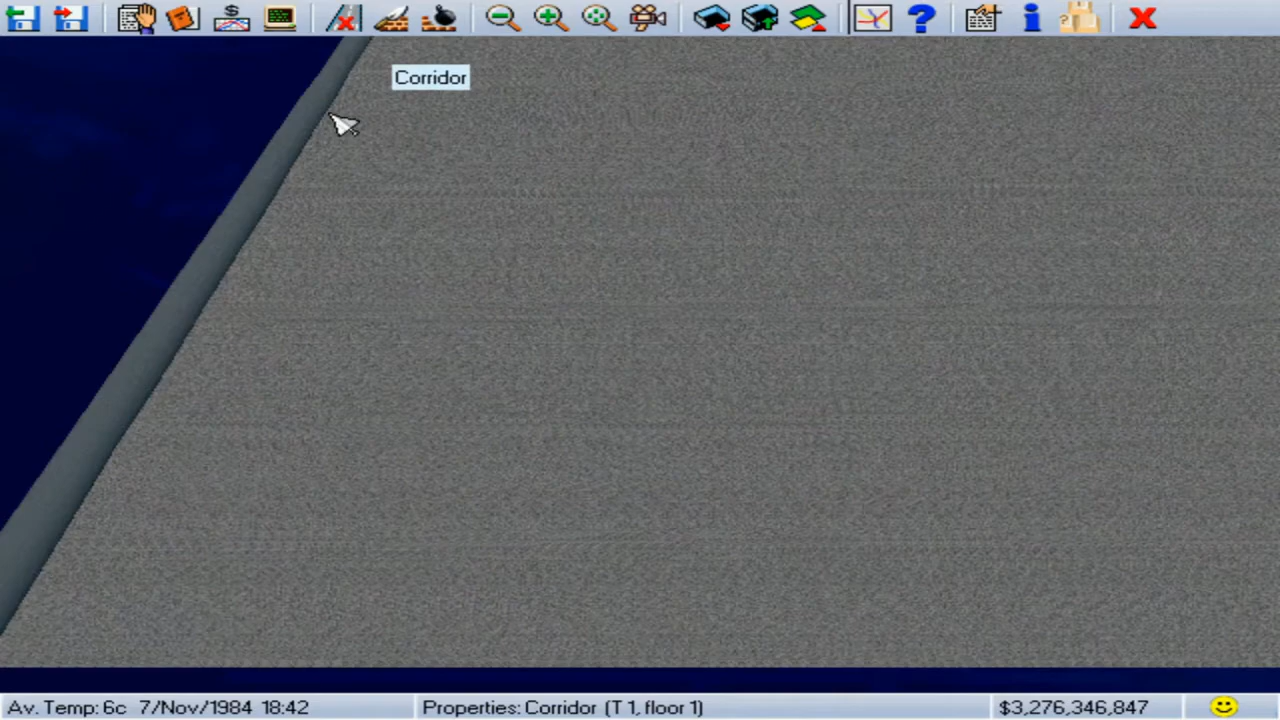 Corridor
Av. Temp: 6c 7/Nov/1984 18:42
Properties: Corridor (T 1, floor 1)
$3,276,346,847